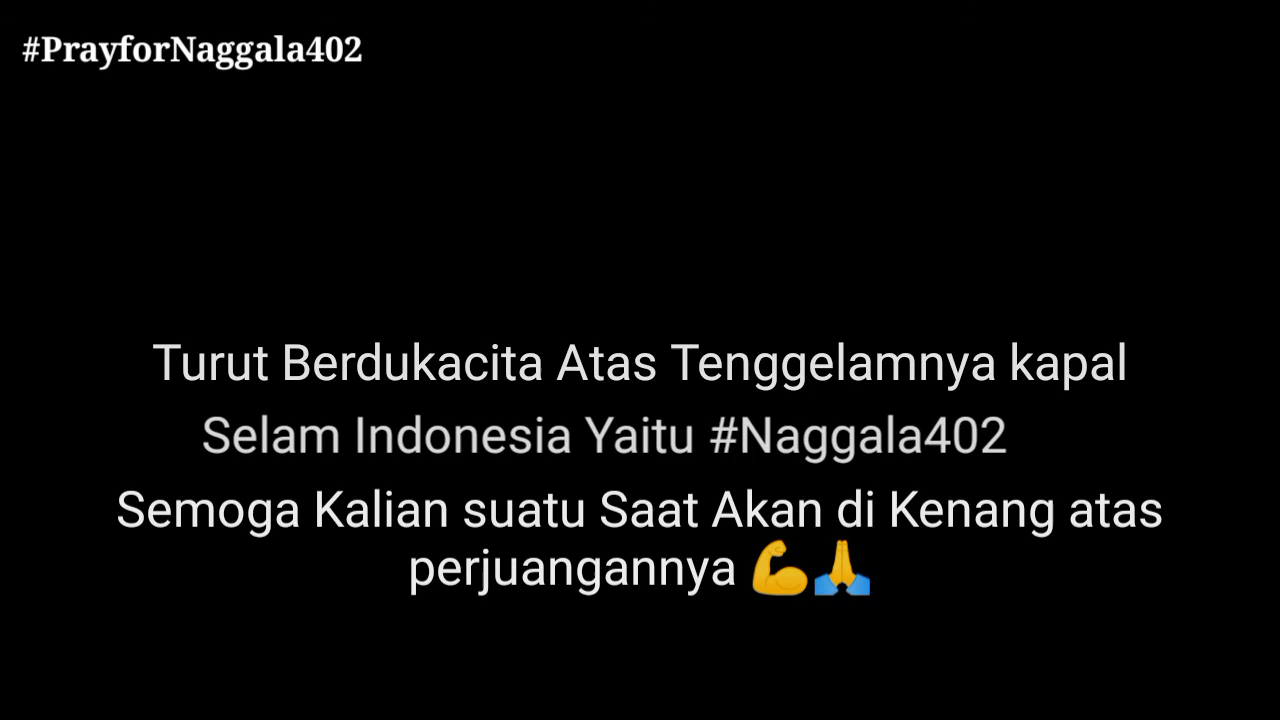 #PrayforNaggala402
Turut Berdukacita Atas Tenggelamnya kapal
Selam Indonesia Yaitu #Naggala402
Semoga Kalian suatu Saat Akan di Kenang atas
perjuangannya 💪🙏